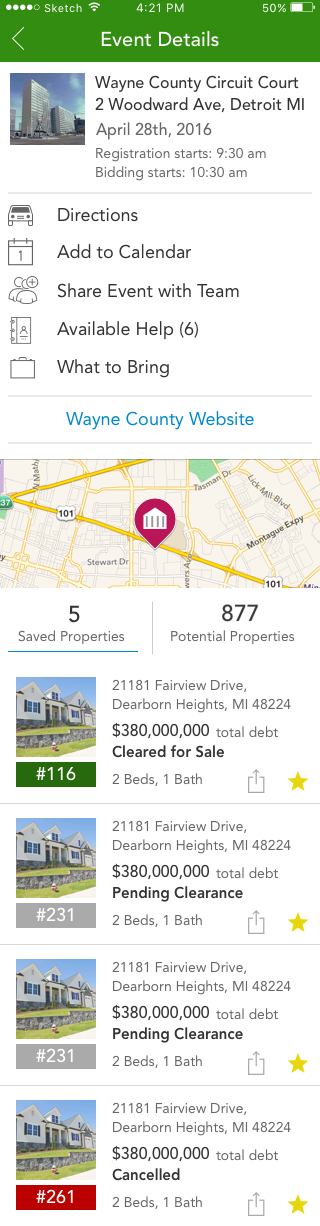 Sketch 4:21 PM 50%
Event Details
Wayne County Circuit Court
2 Woodward Ave, Detroit MI
April 28th, 2016
Registration starts: 9:30 am
Bidding starts: 10:30 am
Directions
1
Add to Calendar
Share Event with Team
Available Help (6)
What to Bring
Wayne County Website
N Math
Tasman Dr
Lick Mill Blvd
37
101
Montague Expy
Stewart Dr
wers Ave
101
Min
5
Saved Properties
877
Potential Properties
21181 Fairview Drive,
Dearborn Heights, MI 48224
$380,000,000 total debt
Cleared for Sale
#116
2 Beds, 1 Bath
21181 Fairview Drive,
Dearborn Heights, MI 48224
$380,000,000 total debt
Pending Clearance
#231
2 Beds, 1 Bath
21181 Fairview Drive,
Dearborn Heights, MI 48224
$380,000,000 total debt
Pending Clearance
#231
2 Beds, 1 Bath
21181 Fairview Drive,
Dearborn Heights, MI 48224
$380,000,000 total debt
Cancelled
#261
2 Beds, 1 Bath